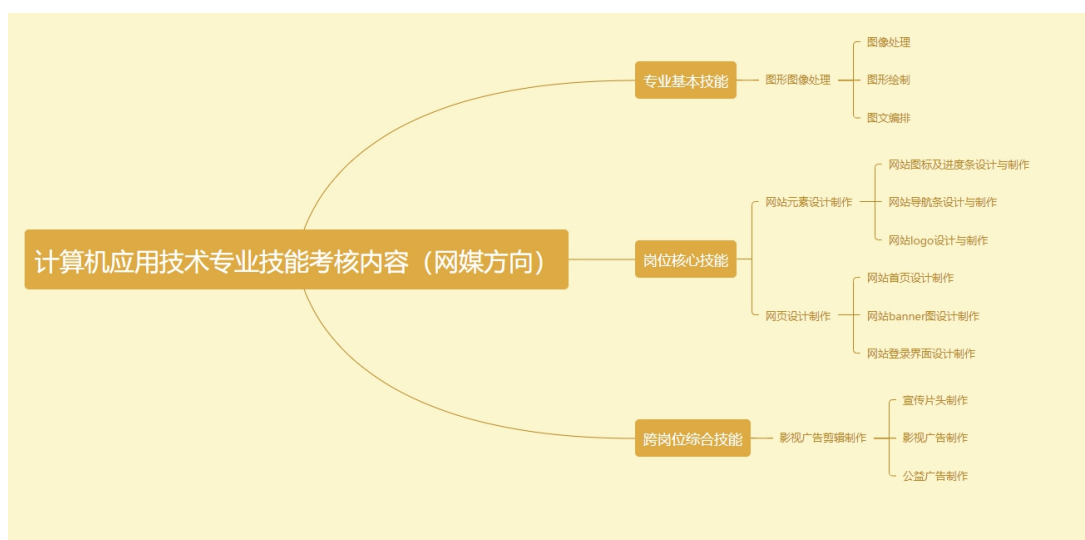 计算机应用技术专业技能考核内容（网媒方向）
专业基本技能
图形图像处理
图像处理
图形绘制
图文编排
岗位核心技能
网站元素设计制作
网站图标及进度条设计与制作
网站导航条设计与制作
网站logo设计与制作
网页设计制作
网站首页设计制作
网站banner图设计制作
网站登录界面设计制作
跨岗位综合技能
影视广告剪辑制作
宣传片头制作
影视广告制作
公益广告制作